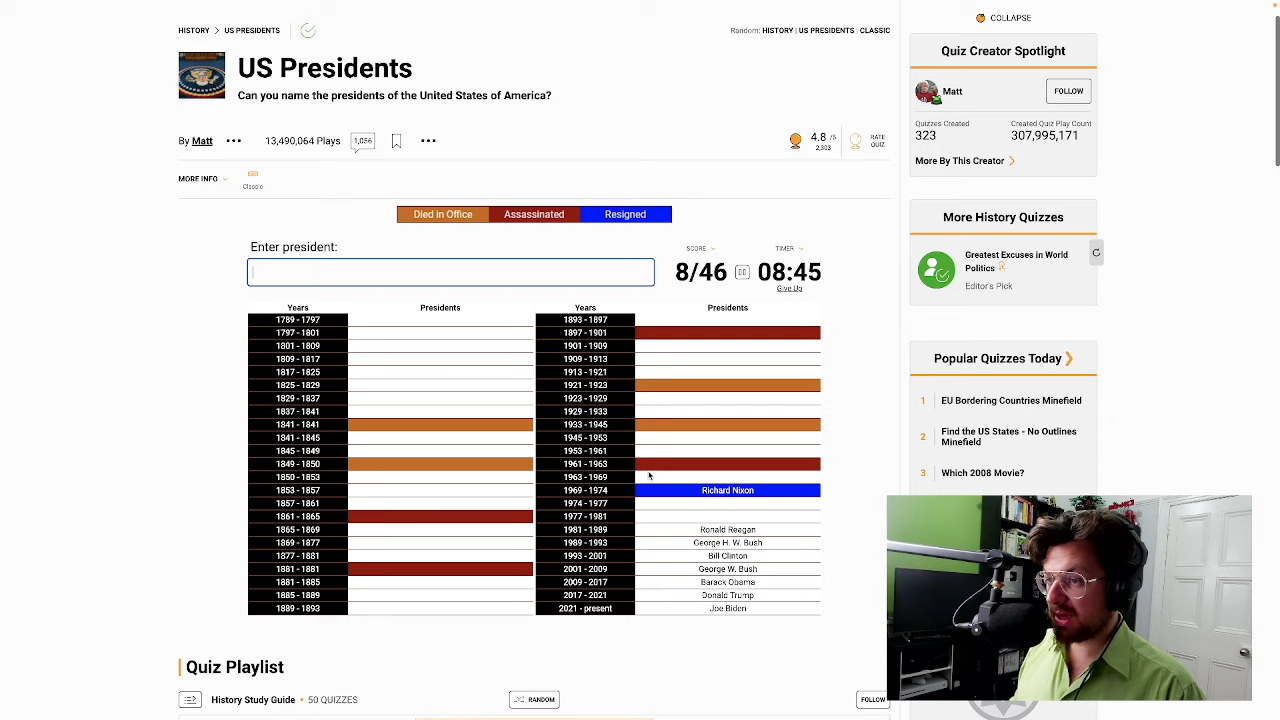 HISTORY > US PRESIDENTS
Random: HISTORY | US PRESIDENTS | CLASSIC
US Presidents
Can you name the presidents of the United States of America?
By Matt
13,490,064 Plays
1,056
4.8 /5
2,303
RATE QUIZ
MORE INFO
Classic
Died in Office
Assassinated
Resigned
Enter president:
SCORE
TIMER
8/46
08:45
Give Up
Years Presidents Years Presidents
1789 - 1797 1893 - 1897
1797 - 1801 1897 - 1901
1801 - 1809 1901 - 1909
1809 - 1817 1909 - 1913
1817 - 1825 1913 - 1921
1825 - 1829 1921 - 1923
1829 - 1837 1923 - 1929
1837 - 1841 1929 - 1933
1841 - 1841 1933 - 1945
1841 - 1845 1945 - 1953
1845 - 1849 1953 - 1961
1849 - 1850 1961 - 1963
1850 - 1853 1963 - 1969
1853 - 1857 1969 - 1974 Richard Nixon
1857 - 1861 1974 - 1977
1861 - 1865 1977 - 1981
1865 - 1869 1981 - 1989 Ronald Reagan
1869 - 1877 1989 - 1993 George H. W. Bush
1877 - 1881 1993 - 2001 Bill Clinton
1881 - 1881 2001 - 2009 George W. Bush
1881 - 1885 2009 - 2017 Barack Obama
1885 - 1889 2017 - 2021 Donald Trump
1889 - 1893 2021 - present Joe Biden
Quiz Playlist
History Study Guide • 50 QUIZZES
RANDOM
FOLLOW
COLLAPSE
Quiz Creator Spotlight
Matt
FOLLOW
Quizzes Created
323
Created Quiz Play Count
307,995,171
More By This Creator
More History Quizzes
Greatest Excuses in World
Politics
Editor's Pick
Popular Quizzes Today
1 EU Bordering Countries Minefield
2 Find the US States - No Outlines
Minefield
3 Which 2008 Movie?